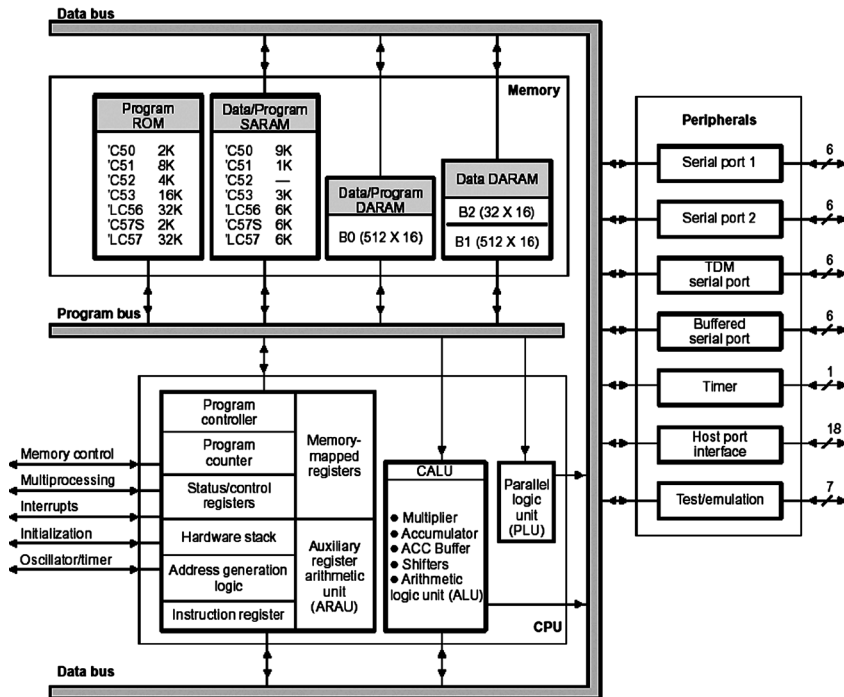 Data bus
Memory
Program
ROM
'C50 2K
'C51 8K
'C52 4K
'C53 16K
'LC56 32K
'C57S 2K
'LC57 32K
Data/Program
SARAM
'C50 9K
'C51 1K
'C52 —
'C53 3K
'LC56 6K
'C57S 6K
'LC57 6K
Data/Program
DARAM
B0 (512 X 16)
Data DARAM
B2 (32 X 16)
B1 (512 X 16)
Program bus
Peripherals
Serial port 1
6
Serial port 2
6
TDM
serial port
6
Buffered
serial port
6
Timer
1
Host port
interface
18
Test/emulation
7
Memory control
Multiprocessing
Interrupts
Initialization
Oscillator/timer
Program
controller
Program
counter
Status/control
registers
Hardware stack
Address generation
logic
Instruction register
Memory-
mapped
registers
Auxiliary
register
arithmetic
unit
(ARAU)
CALU
● Multiplier
● Accumulator
● ACC Buffer
● Shifters
● Arithmetic
logic unit (ALU)
Parallel
logic
unit
(PLU)
CPU
Data bus